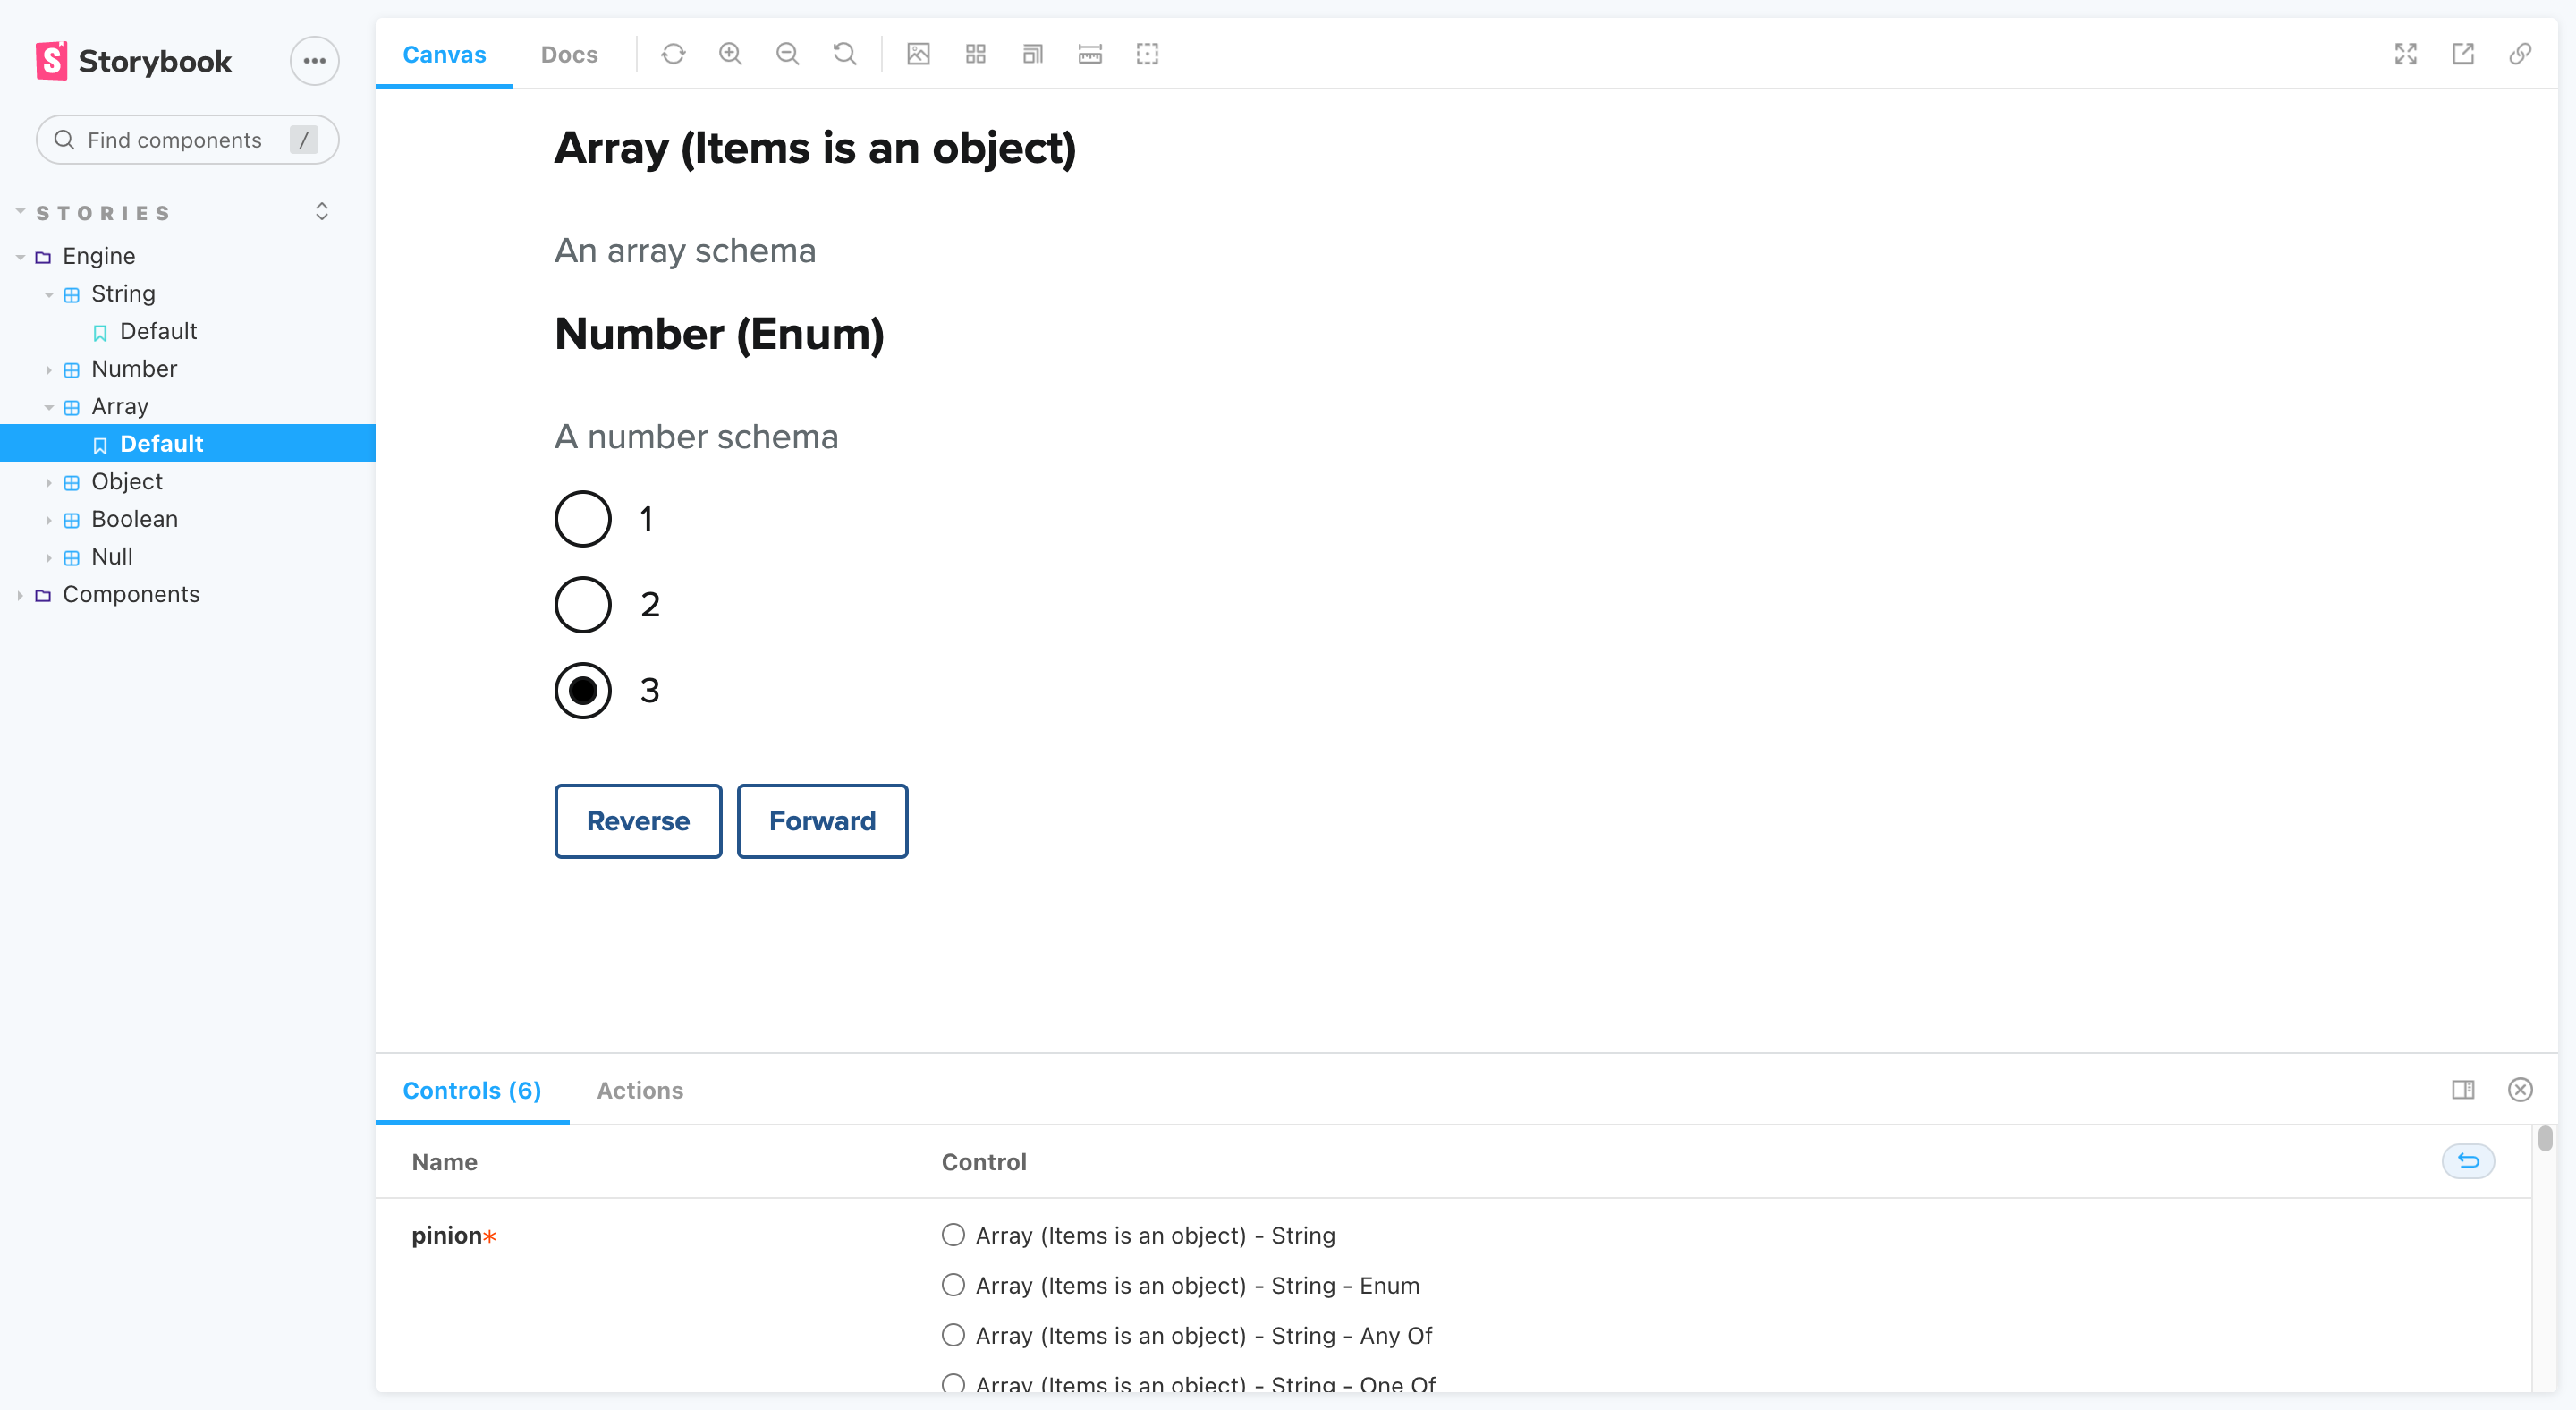 Storybook
Find components /
STORIES
Engine
String
Default
Number
Array
Default
Object
Boolean
Null
Components
Canvas Docs
Array (Items is an object)
An array schema
Number (Enum)
A number schema
1
2
3
Reverse Forward
Controls (6) Actions
Name Control
pinion* Array (Items is an object) - String
Array (Items is an object) - String - Enum
Array (Items is an object) - String - Any Of
Array (Items is an object) - String - One Of